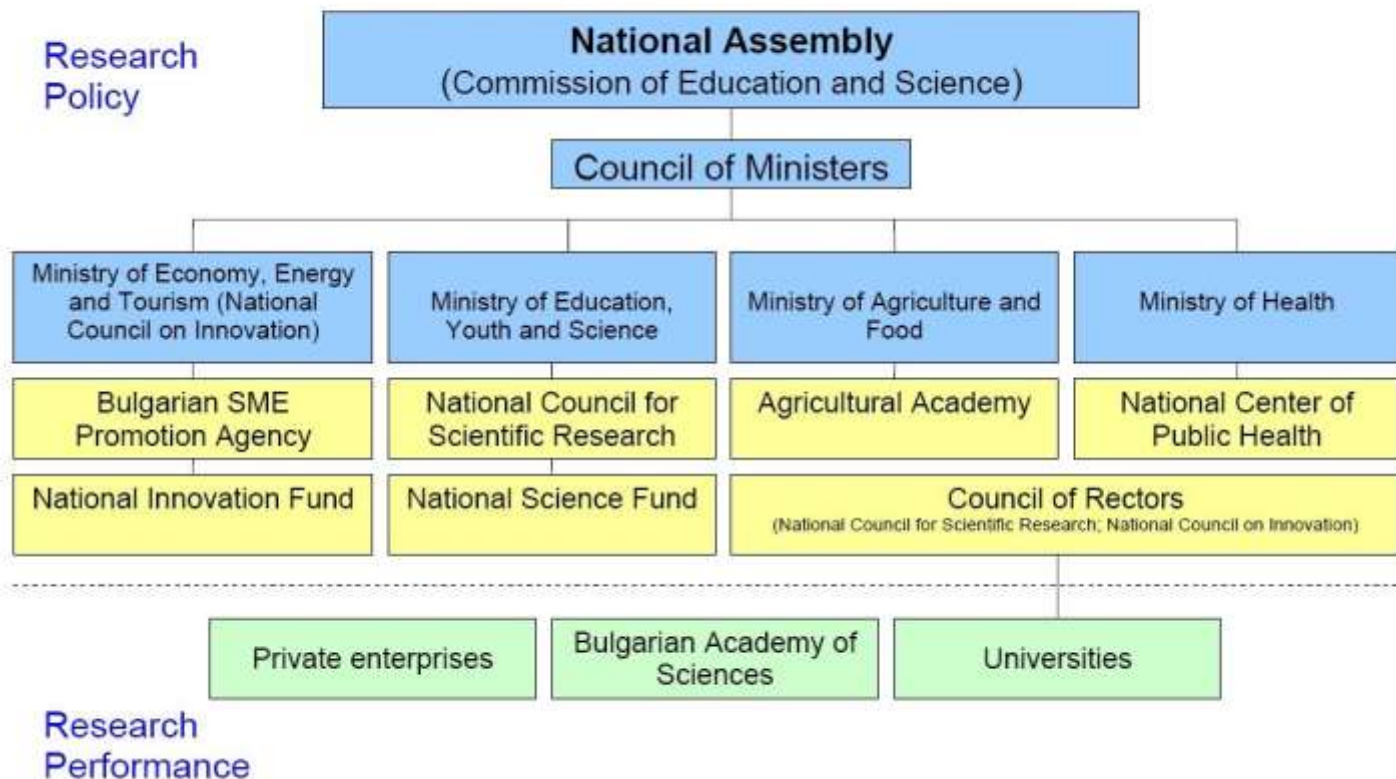 Research
Policy
National Assembly
(Commission of Education and Science)
Council of Ministers
Ministry of Economy, Energy
and Tourism (National
Council on Innovation)
Ministry of Education,
Youth and Science
Ministry of Agriculture and
Food
Ministry of Health
Bulgarian SME
Promotion Agency
National Council for
Scientific Research
Agricultural Academy
National Center of
Public Health
National Innovation Fund
National Science Fund
Council of Rectors
(National Council for Scientific Research; National Council on Innovation)
Private enterprises
Bulgarian Academy of
Sciences
Universities
Research
Performance